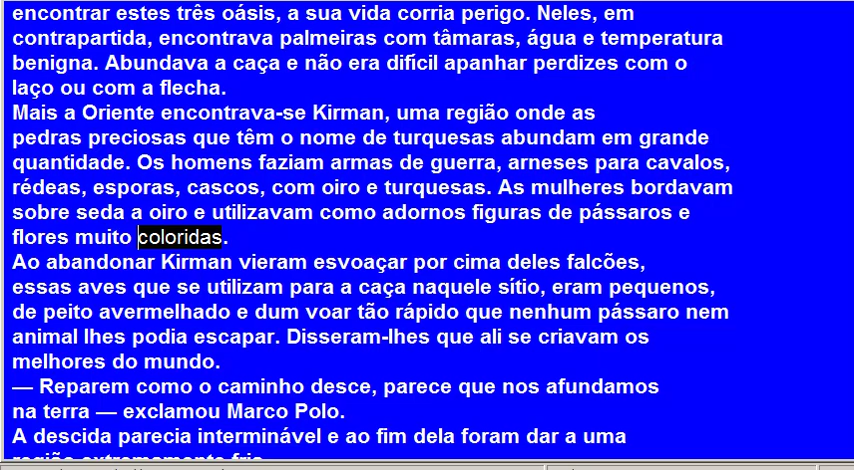 encontrar estes três oásis, a sua vida corria perigo. Neles, em
contrapartida, encontrava palmeiras com tâmaras, água e temperatura
benigna. Abundava a caça e não era difícil apanhar perdizes com o
laço ou com a flecha.
Mais a Oriente encontrava-se Kirman, uma região onde as
pedras preciosas que têm o nome de turquesas abundam em grande
quantidade. Os homens faziam armas de guerra, arneses para cavalos,
rédeas, esporas, cascos, com oiro e turquesas. As mulheres bordavam
sobre seda a oiro e utilizavam como adornos figuras de pássaros e
flores muito coloridas.
Ao abandonar Kirman vieram esvoaçar por cima deles falcões,
essas aves que se utilizam para a caça naquele sítio, eram pequenos,
de peito avermelhado e dum voar tão rápido que nenhum pássaro nem
animal lhes podia escapar. Disseram-lhes que ali se criavam os
melhores do mundo.
— Reparem como o caminho desce, parece que nos afundamos
na terra — exclamou Marco Polo.
A descida parecia interminável e ao fim dela foram dar a uma
região extremamente fria